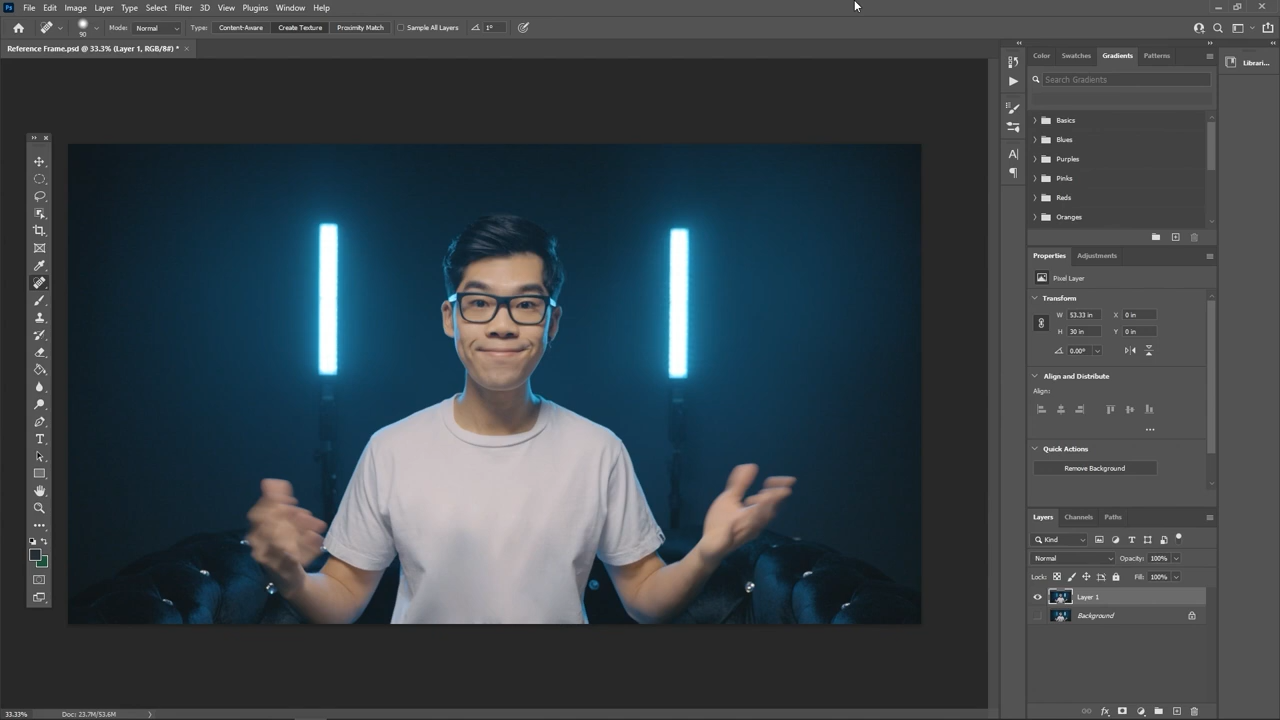 Ps File Edit Image Layer Type Select Filter 3D View Plugins Window Help
90 Mode: Normal Type: Content-Aware Create Texture Proximity Match Sample All Layers 1°
Reference Frame.psd @ 33.3% (Layer 1, RGB/8#) * ×
Color Swatches Gradients Patterns
Librari...
Search Gradients
Basics
Blues
Purples
Pinks
Reds
Oranges
Properties Adjustments
Pixel Layer
Transform
W 53.33 in X 0 in
H 30 in Y 0 in
0.00°
Align and Distribute
Align:
Quick Actions
Remove Background
Layers Channels Paths
Kind
Normal Opacity: 100%
Lock: Fill: 100%
Layer 1
Background
33.33% Doc: 23.7M/53.6M